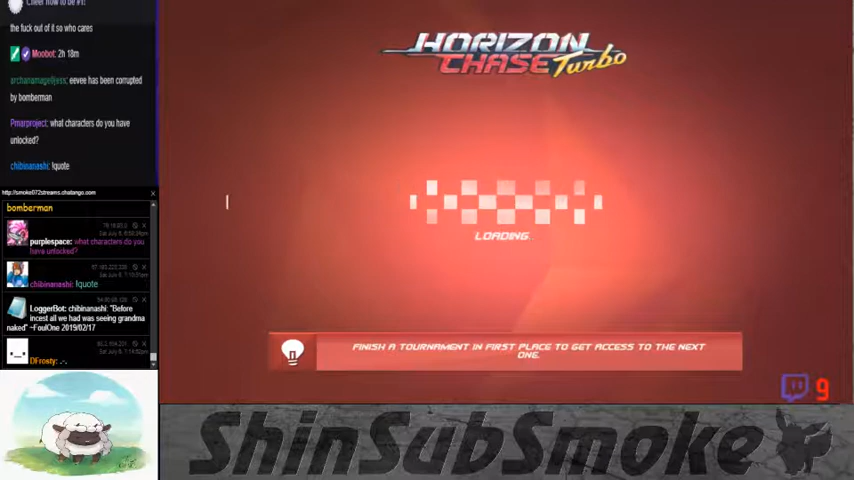 Cheer now to be #1!
the fuck out of it so who cares
Moobot: 2h 18m
archanamagelijess: eevee has been corrupted
by bomberman
Pmarproject: what characters do you
have unlocked?
chibinanashi: !quote
http://smoke072streams.chatango.com
bomberman
purplespace: what characters do you
have unlocked?
chibinanashi: !quote
LoggerBot: chibinanashi: "Before
incest all we had was seeing grandma
naked" ~FoulOne 2019/02/17
DFrosty: .-.
HORIZON
CHASE Turbo
LOADING..
FINISH A TOURNAMENT IN FIRST PLACE TO GET ACCESS TO THE NEXT
ONE.
9
ShinSubSmoke